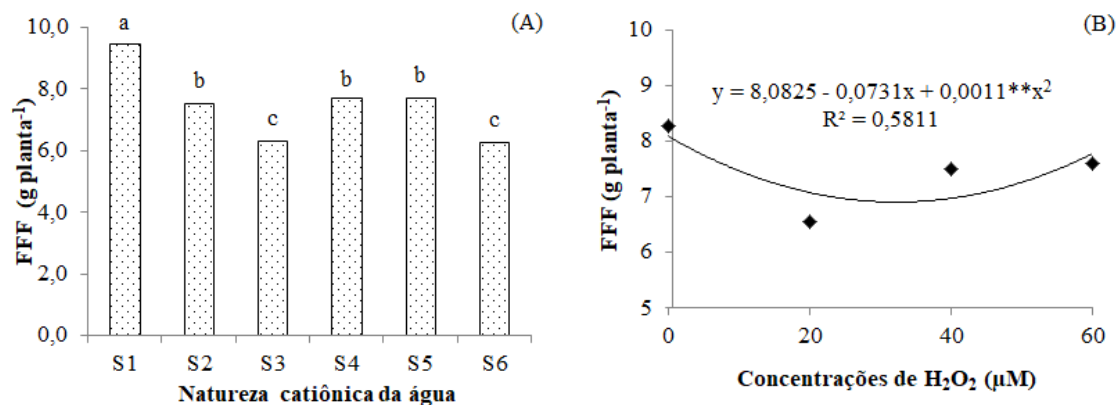 (A)
10,0
8,0
6,0
4,0
2,0
0,0
FFF (g planta⁻¹)
a
b
c
b
b
c
S1 S2 S3 S4 S5 S6
Natureza catiônica da água
(B)
10
9
8
7
6
5
FFF (g planta⁻¹)
y = 8,0825 - 0,0731x + 0,0011**x²
R² = 0,5811
0 20 40 60
Concentrações de H₂O₂ (µM)